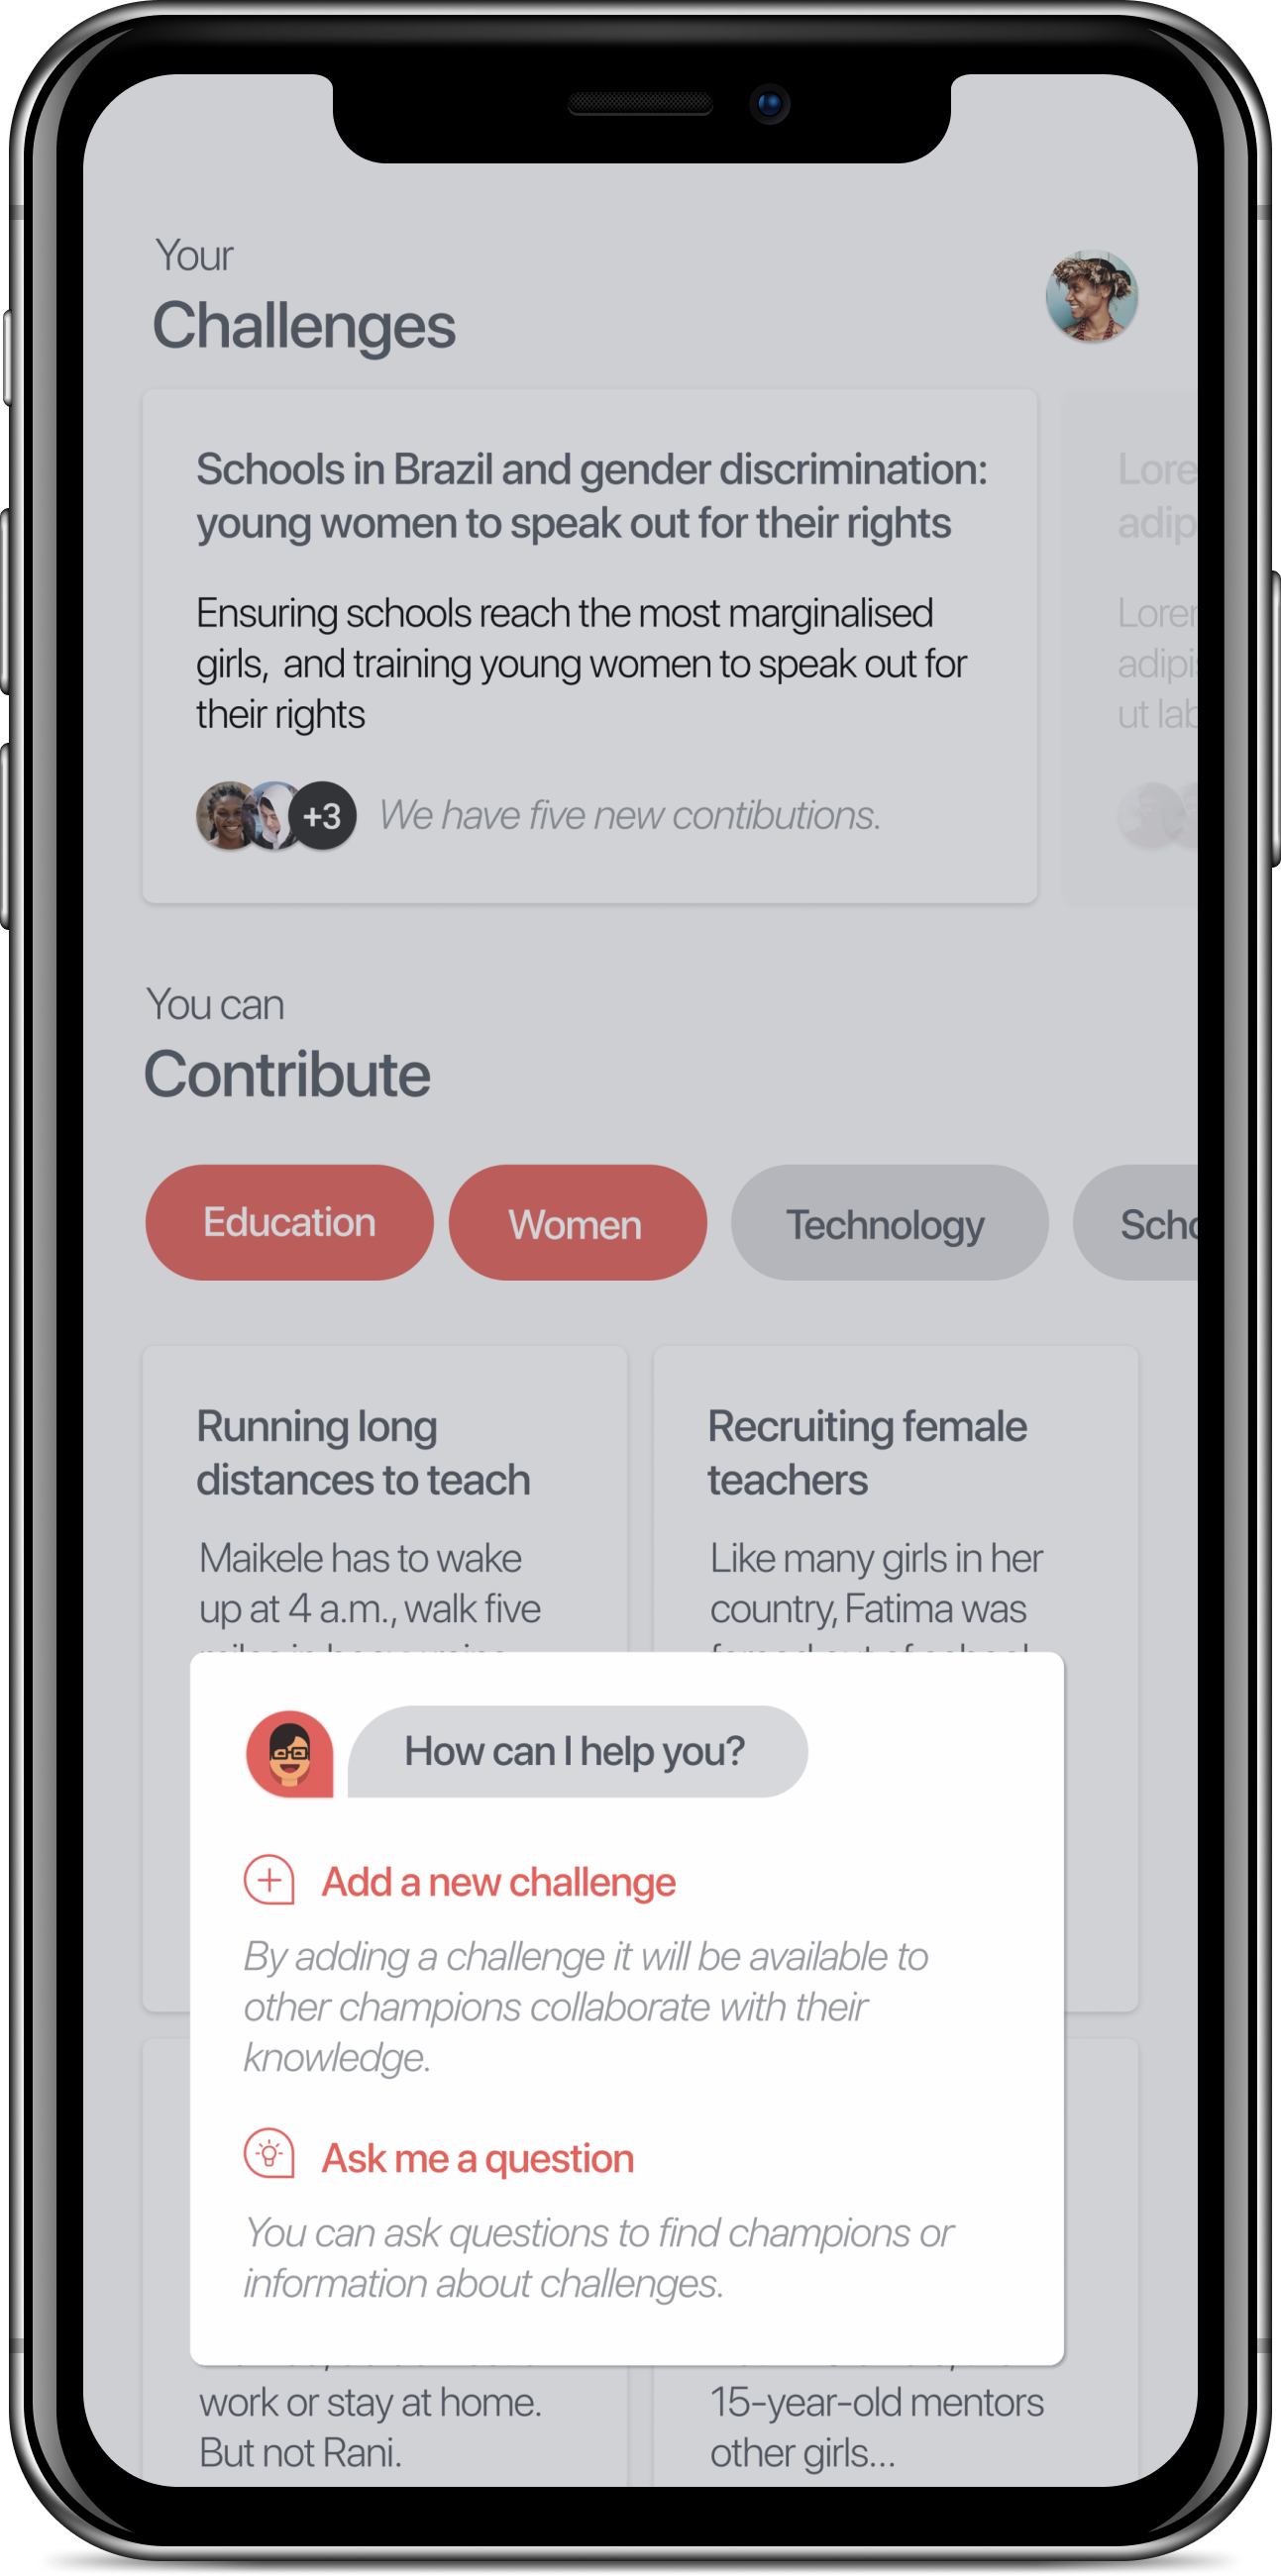 Your
Challenges
Schools in Brazil and gender discrimination:
young women to speak out for their rights
Ensuring schools reach the most marginalised
girls, and training young women to speak out for
their rights
+3 We have five new contibutions.
Lore
adip
Lorer
adipis
ut lab
You can
Contribute
Education Women Technology Scho
Running long
distances to teach
Maikele has to wake
up at 4 a.m., walk five
Recruiting female
teachers
Like many girls in her
country, Fatima was
How can I help you?
Add a new challenge
By adding a challenge it will be available to
other champions collaborate with their
knowledge.
Ask me a question
You can ask questions to find champions or
information about challenges.
work or stay at home.
But not Rani.
15-year-old mentors
other girls...